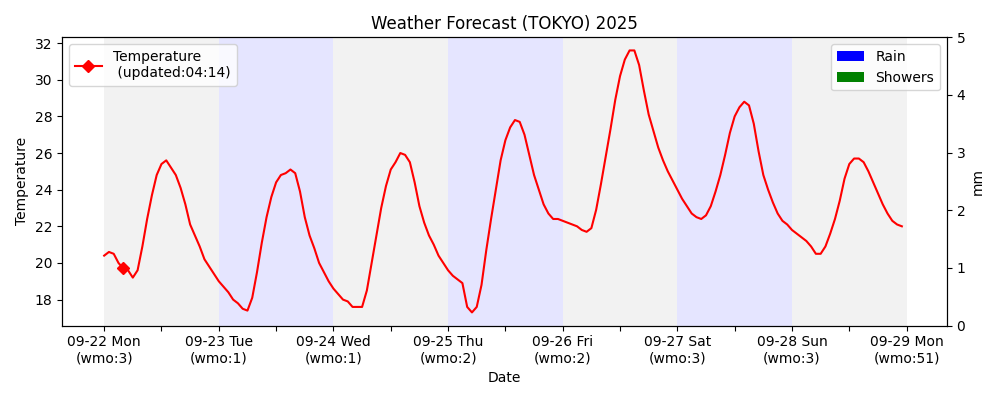 Weather Forecast (TOKYO) 2025
Temperature
(updated:04:14)
Rain
Showers
32
30
28
26
24
22
20
18
Temperature
5
4
3
2
1
0
mm
09-22 Mon
(wmo:3)
09-23 Tue
(wmo:1)
09-24 Wed
(wmo:1)
09-25 Thu
(wmo:2)
09-26 Fri
(wmo:2)
09-27 Sat
(wmo:3)
09-28 Sun
(wmo:3)
09-29 Mon
(wmo:51)
Date